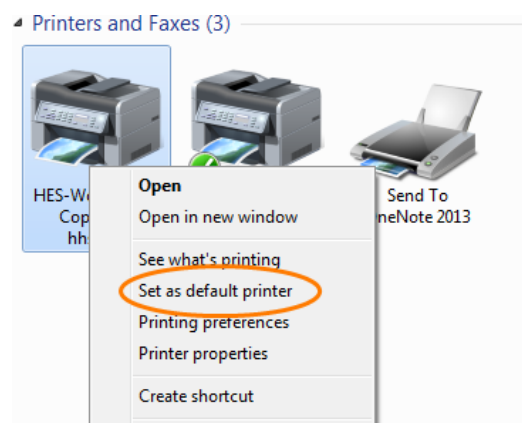 Printers and Faxes (3)
HES-W
Cop
hh
Send To
neNote 2013
Open
Open in new window
See what's printing
Set as default printer
Printing preferences
Printer properties
Create shortcut